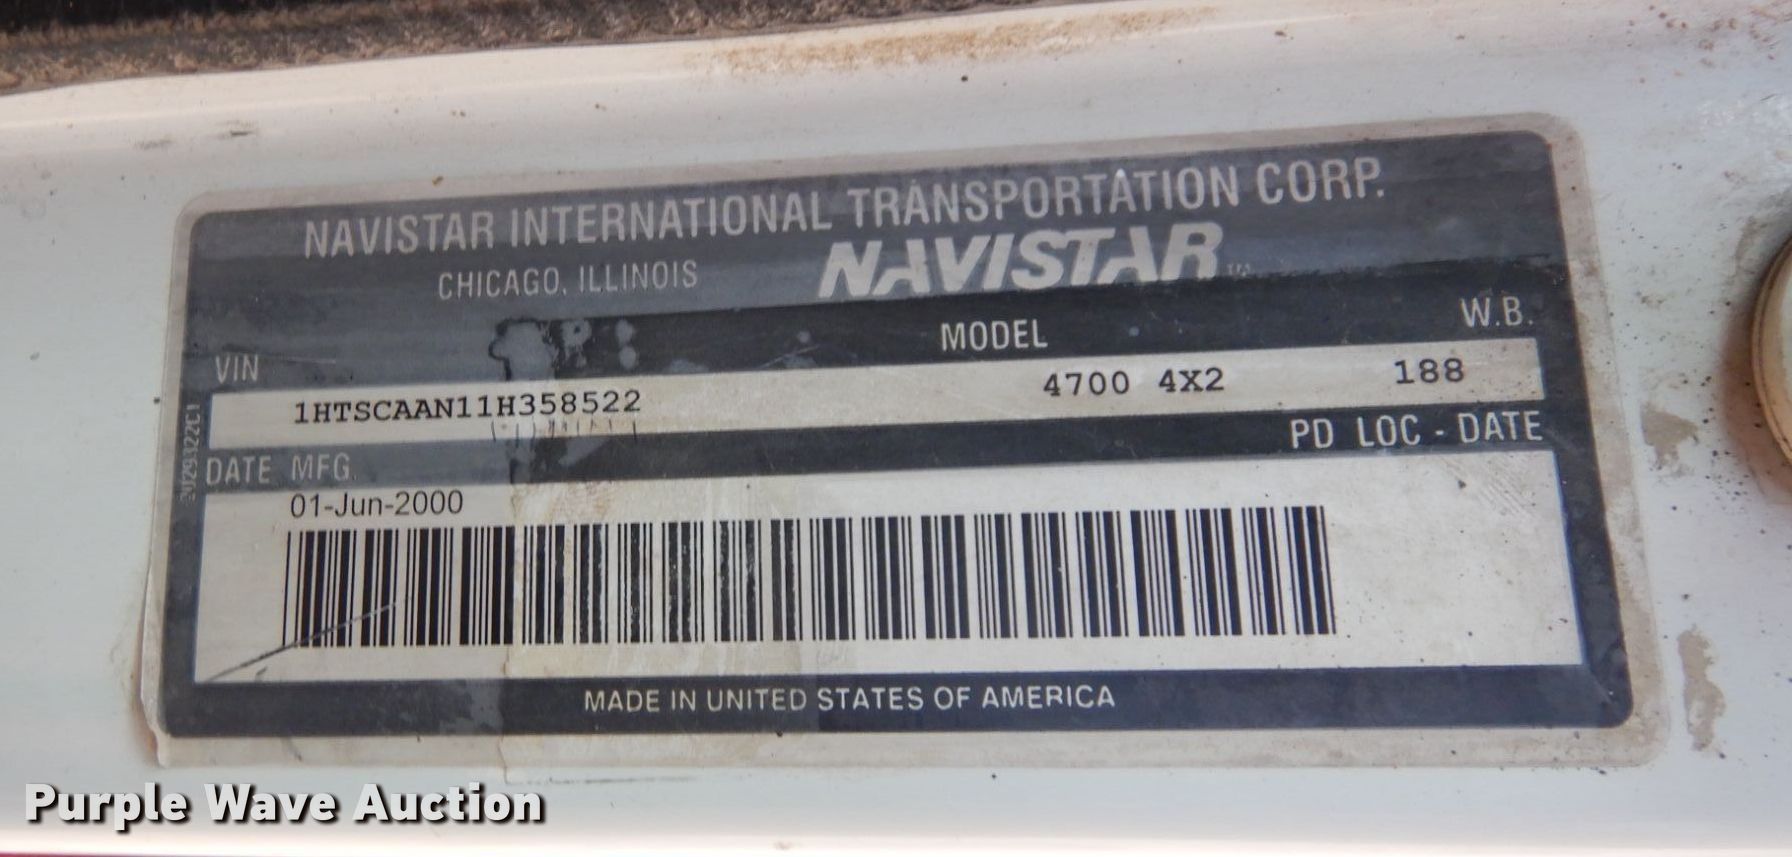 NAVISTAR INTERNATIONAL TRANSPORTATION CORP.
CHICAGO, ILLINOIS NAVISTAR
VIN MODEL W.B.
1HTSCAAN11H358522 4700 4X2 188
DATE MFG. PD LOC - DATE
01-Jun-2000
MADE IN UNITED STATES OF AMERICA
Purple Wave Auction